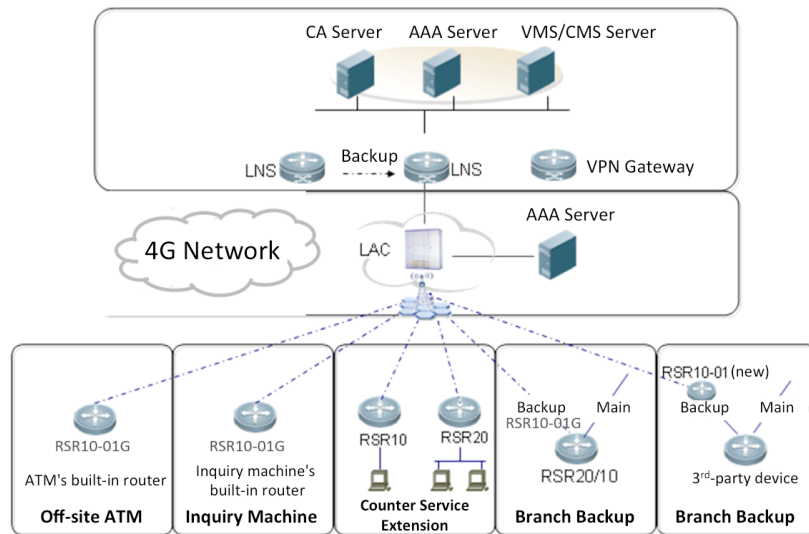 CA Server
AAA Server
VMS/CMS Server
LNS
Backup
LNS
VPN Gateway
4G Network
LAC
AAA Server
RSR10-01G
ATM's built-in router
Off-site ATM
RSR10-01G
Inquiry machine's
built-in router
Inquiry Machine
RSR10
RSR20
Counter Service
Extension
Backup
Main
RSR10-01G
RSR20/10
Branch Backup
RSR10-01 (new)
Backup
Main
3rd-party device
Branch Backup